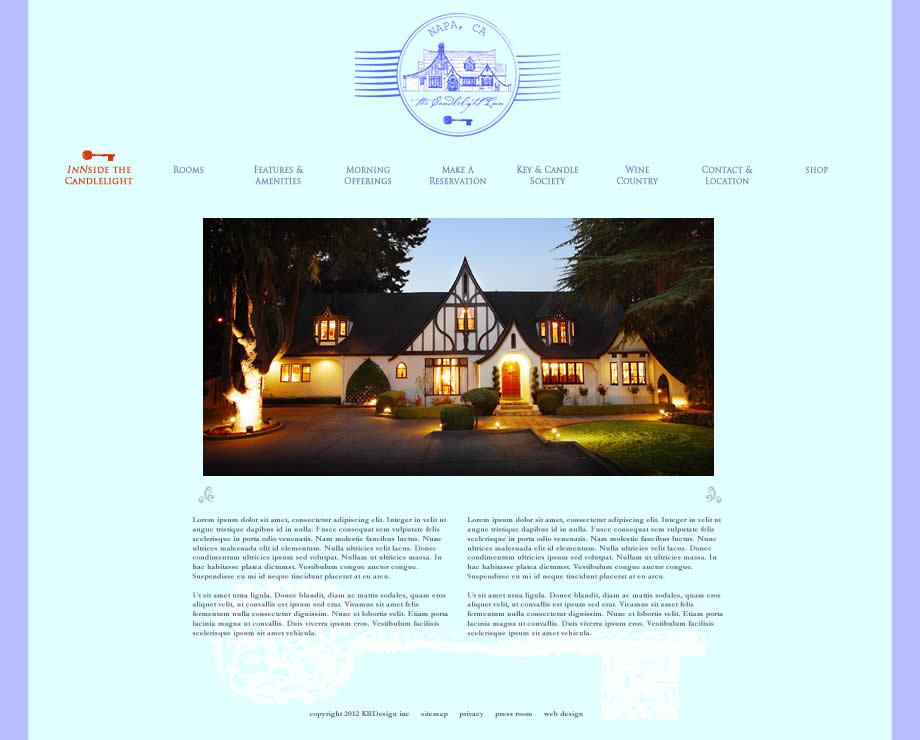 NAPA, CA
the Candlelight Inn
INNSIDE THE
CANDLELIGHT
ROOMS
FEATURES &
AMENITIES
MORNING
OFFERINGS
MAKE A
RESERVATION
KEY & CANDLE
SOCIETY
WINE
COUNTRY
CONTACT &
LOCATION
SHOP
Lorem ipsum dolor sit amet, consectetur adipiscing elit. Integer in velit ut
augue tristique dapibus id in nulla. Fusce consequat sem vulputate felis
scelerisque in porta odio venenatis. Nam molestie faucibus luctus. Nunc
ultrices malesuada elit id elementum. Nulla ultricies velit lacus. Donec
condimentum ultricies ipsum sed volutpat. Nullam ut ultricies massa. In
hac habitasse platea dictumst. Vestibulum congue auctor congue.
Suspendisse eu mi id neque tincidunt placerat at eu arcu.
Ut sit amet urna ligula. Donec blandit, diam ac mattis sodales, quam eros
aliquet velit, ut convallis est ipsum sed erat. Vivamus sit amet felis
fermentum nulla consectetur dignissim. Nunc et lobortis velit. Etiam porta
lacinia magna ut convallis. Duis viverra ipsum eros. Vestibulum facilisis
scelerisque ipsum sit amet vehicula.
Lorem ipsum dolor sit amet, consectetur adipiscing elit. Integer in velit ut
augue tristique dapibus id in nulla. Fusce consequat sem vulputate felis
scelerisque in porta odio venenatis. Nam molestie faucibus luctus. Nunc
ultrices malesuada elit id elementum. Nulla ultricies velit lacus. Donec
condimentum ultricies ipsum sed volutpat. Nullam ut ultricies massa. In
hac habitasse platea dictumst. Vestibulum congue auctor congue.
Suspendisse eu mi id neque tincidunt placerat at eu arcu.
Ut sit amet urna ligula. Donec blandit, diam ac mattis sodales, quam eros
aliquet velit, ut convallis est ipsum sed erat. Vivamus sit amet felis
fermentum nulla consectetur dignissim. Nunc et lobortis velit. Etiam porta
lacinia magna ut convallis. Duis viverra ipsum eros. Vestibulum facilisis
scelerisque ipsum sit amet vehicula.
copyright 2012 KRDesign inc sitemap privacy press room web design